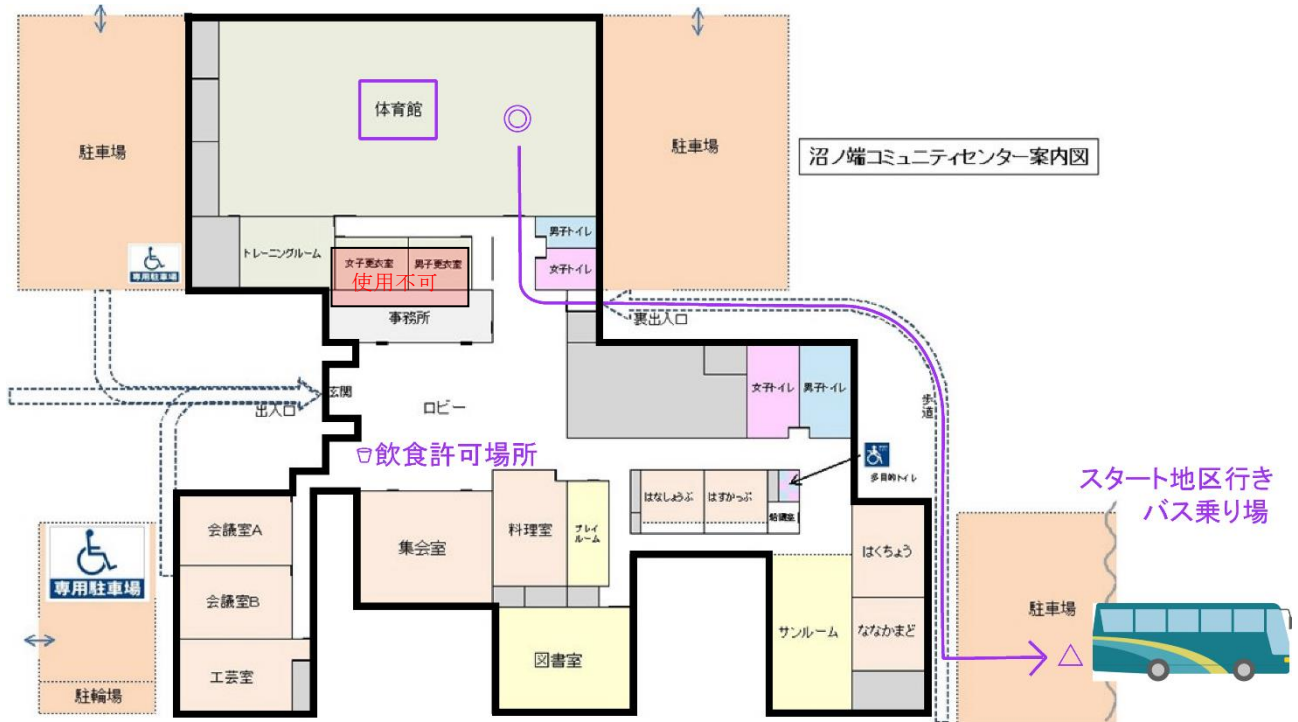 駐車場
体育館
◎
駐車場
沼ノ端コミュニティセンター案内図
専用駐車場
トレーニングルーム
女子更衣室
男子更衣室
使用不可
男子トイレ
女子トイレ
事務所
裏出入口
玄関
出入口
ロビー
女子トイレ
男子トイレ
歩道
飲食許可場所
多目的トイレ
スタート地区行き
バス乗り場
会議室A
集会室
料理室
プレイ
ルーム
はなしょうぶ
はすかっぷ
給湯室
はくちょう
専用駐車場
会議室B
サンルーム
ななかまど
駐車場
△
工芸室
図書室
駐輪場